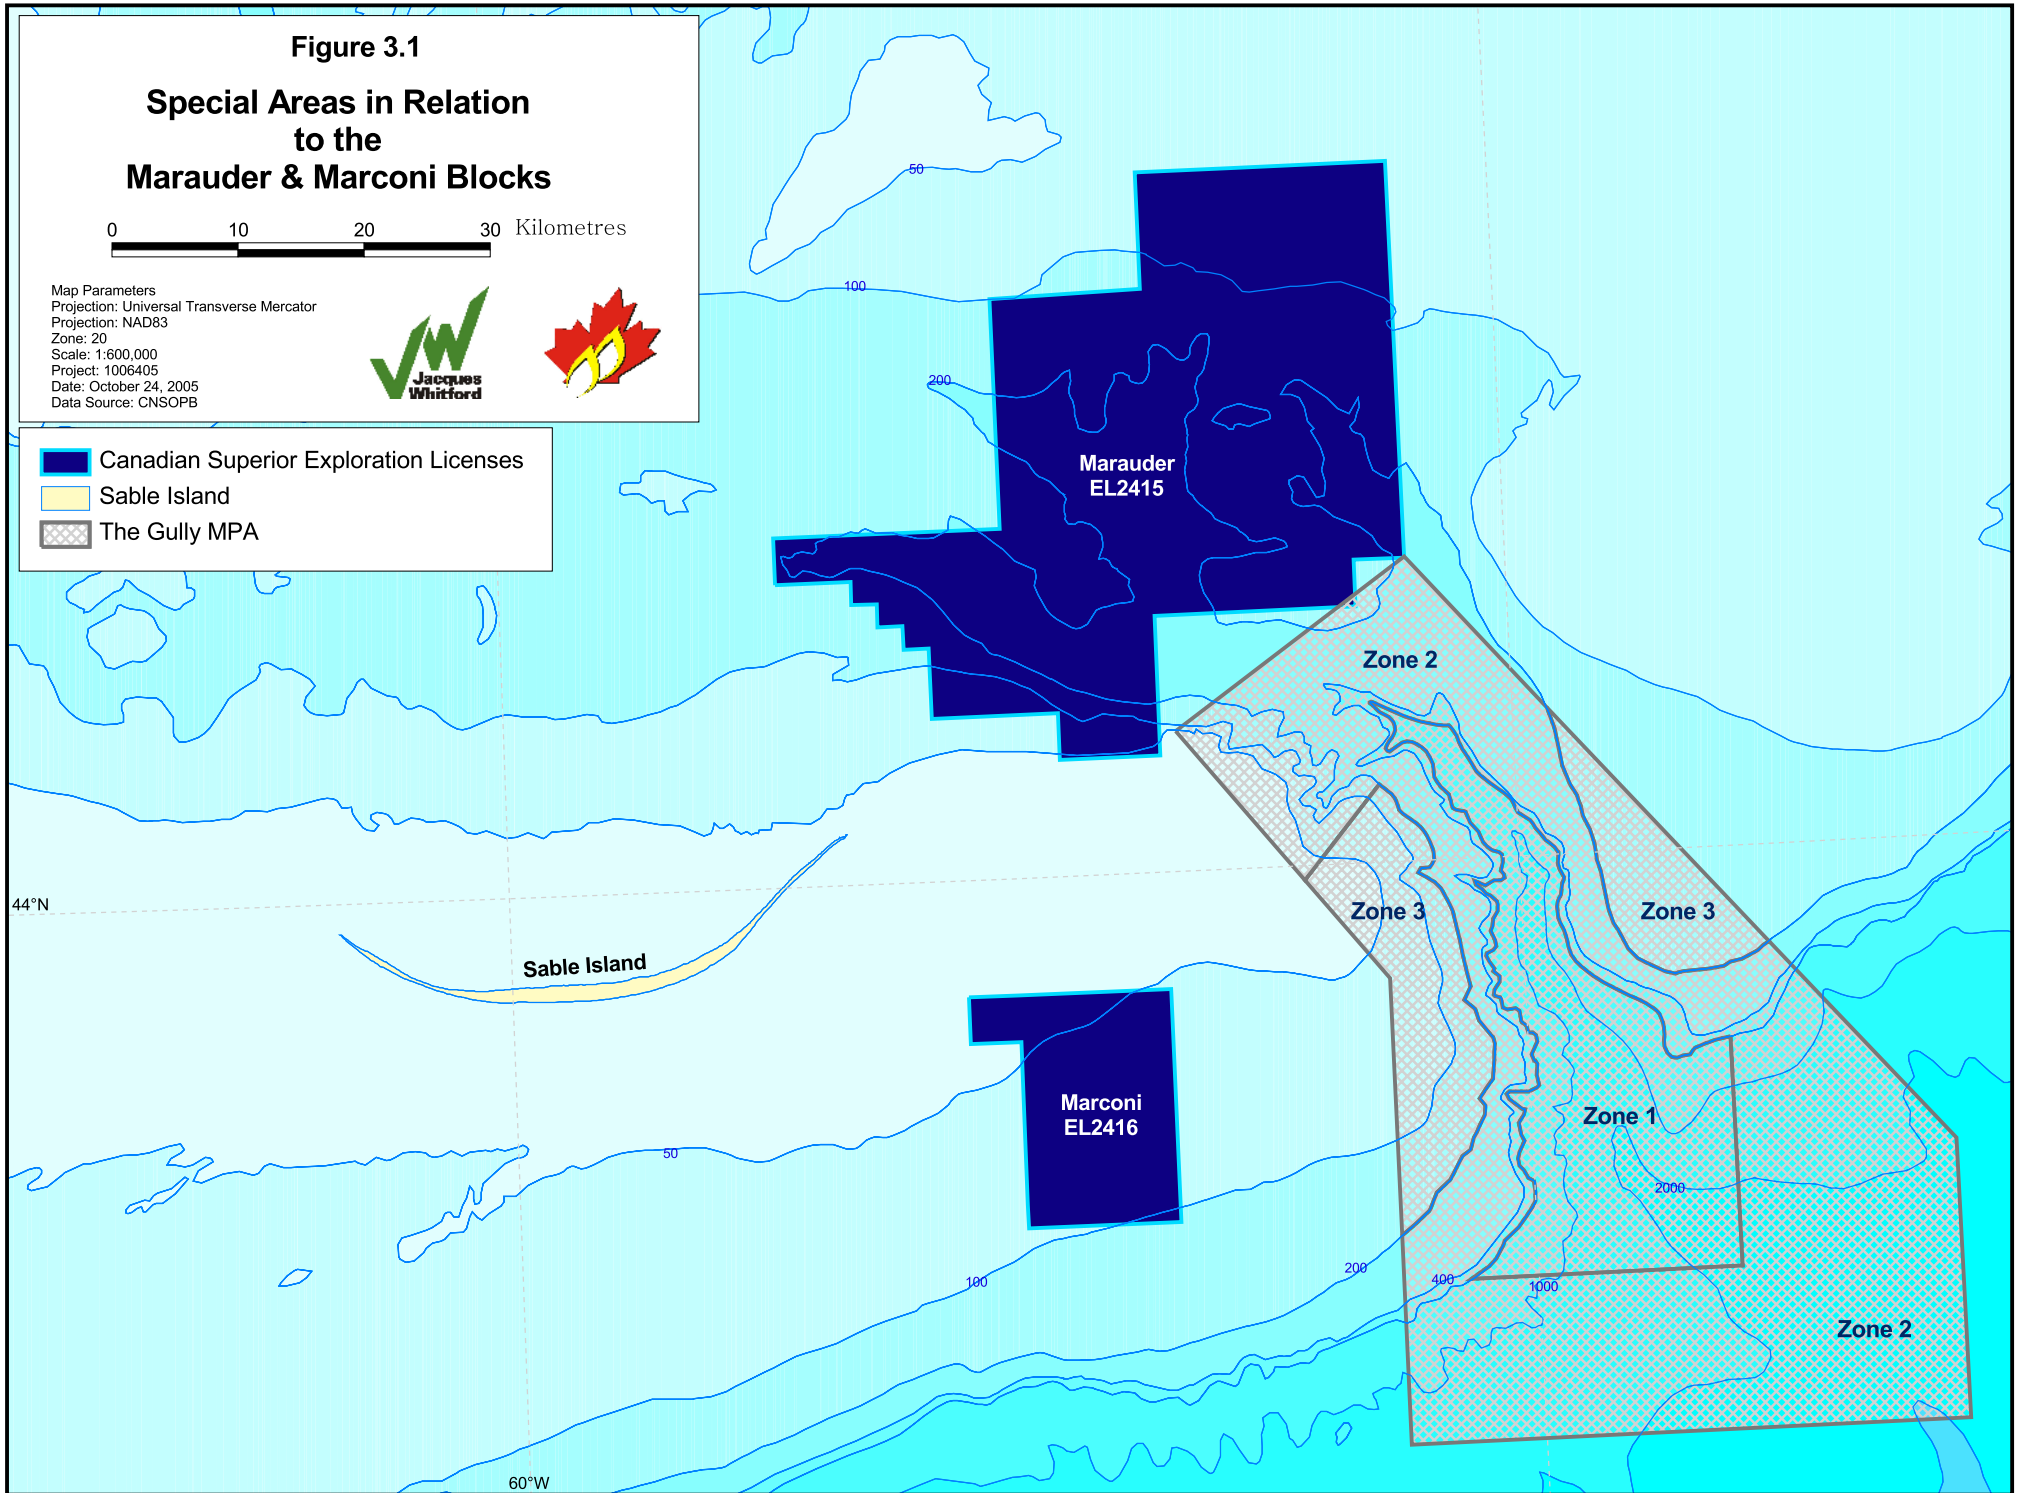 Figure 3.1
Special Areas in Relation
to the
Marauder & Marconi Blocks
0 10 20 30 Kilometres
Map Parameters
Projection: Universal Transverse Mercator
Projection: NAD83
Zone: 20
Scale: 1:600,000
Project: 1006405
Date: October 24, 2005
Data Source: CNSOPB
JW
Jacques
Whitford
Canadian Superior Exploration Licenses
Sable Island
The Gully MPA
50
100
200
Marauder
EL2415
Zone 2
44°N
Zone 3
Zone 3
Sable Island
Marconi
EL2416
Zone 1
50
2000
200
400
1000
100
Zone 2
60°W